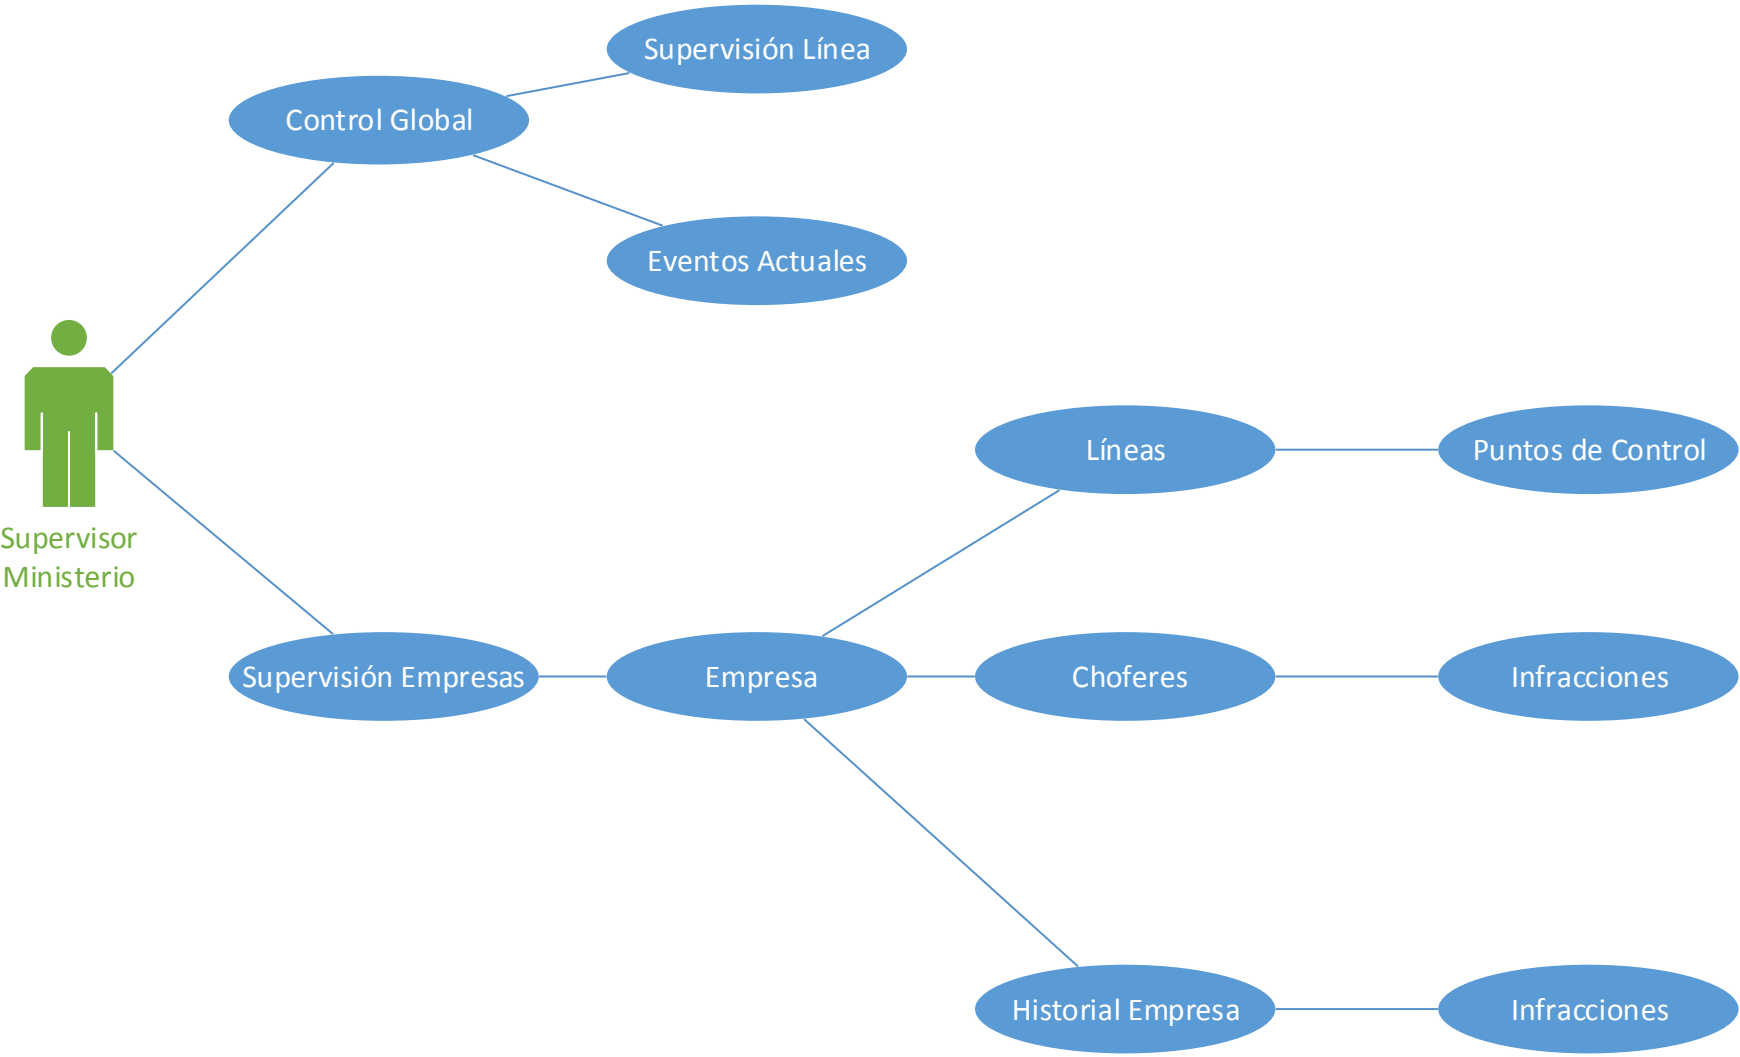 Supervisión Línea
Control Global
Eventos Actuales
Líneas
Puntos de Control
Supervisor
Ministerio
Supervisión Empresas
Empresa
Choferes
Infracciones
Historial Empresa
Infracciones